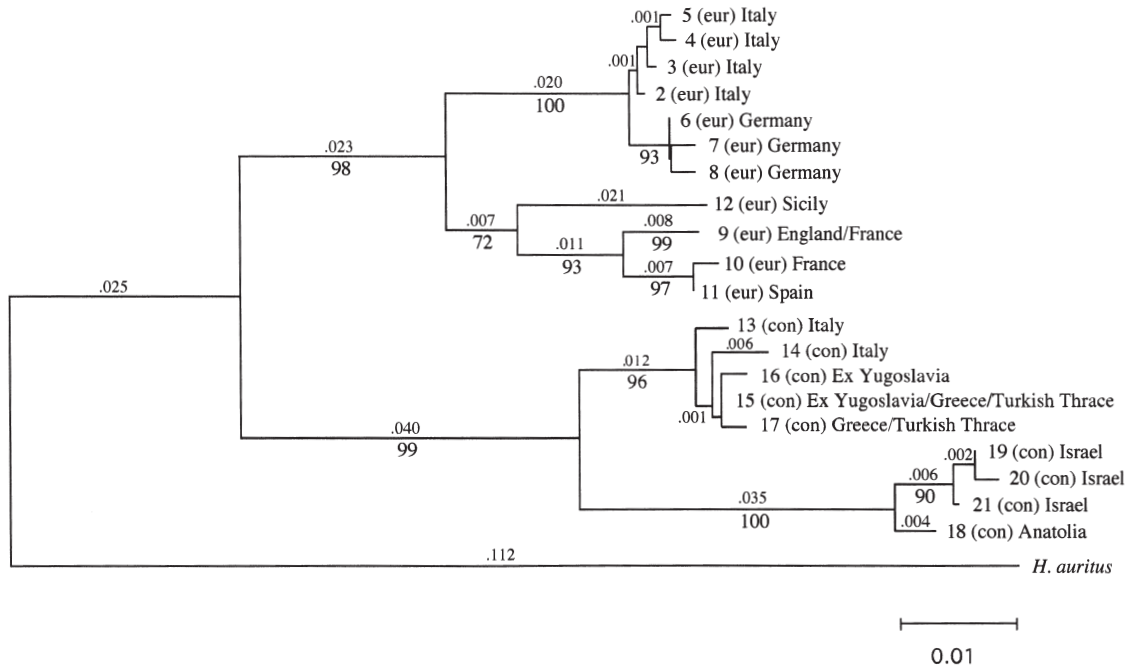 .001 5 (eur) Italy
4 (eur) Italy
.001 3 (eur) Italy
.020 2 (eur) Italy
100
6 (eur) Germany
93 7 (eur) Germany
8 (eur) Germany
.023
98
.021 12 (eur) Sicily
.007
72
.008 9 (eur) England/France
99
.011
93
.007 10 (eur) France
97 11 (eur) Spain
.025
13 (con) Italy
.006 14 (con) Italy
.012
96
16 (con) Ex Yugoslavia
15 (con) Ex Yugoslavia/Greece/Turkish Thrace
.001 17 (con) Greece/Turkish Thrace
.040
99
.002 19 (con) Israel
.006 20 (con) Israel
90 21 (con) Israel
.035
100
.004 18 (con) Anatolia
.112 H. auritus
0.01